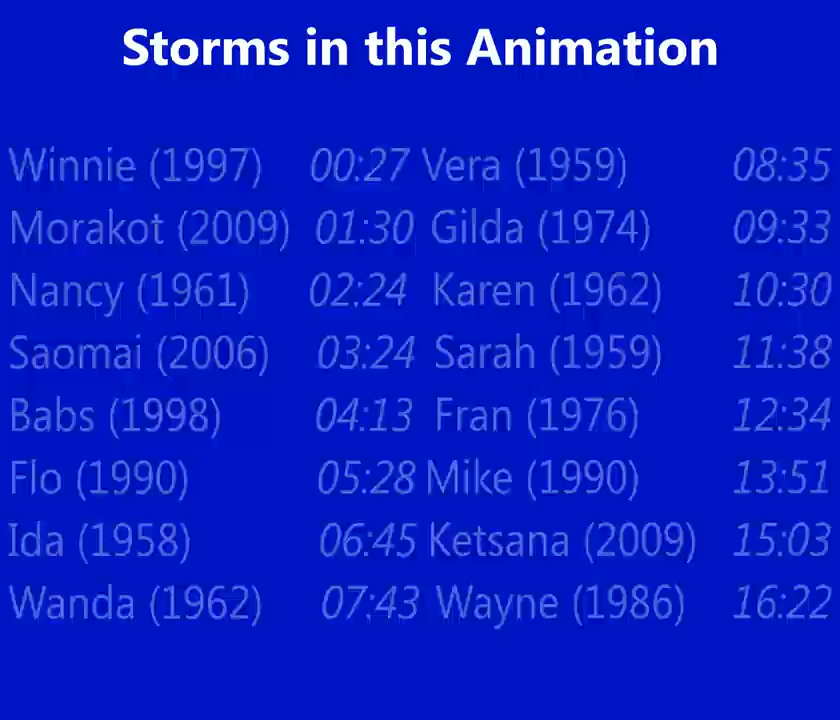 Storms in this Animation
Winnie (1997) 00:27 Vera (1959) 08:35
Morakot (2009) 01:30 Gilda (1974) 09:33
Nancy (1961) 02:24 Karen (1962) 10:30
Saomai (2006) 03:24 Sarah (1959) 11:38
Babs (1998) 04:13 Fran (1976) 12:34
Flo (1990) 05:28 Mike (1990) 13:51
Ida (1958) 06:45 Ketsana (2009) 15:03
Wanda (1962) 07:43 Wayne (1986) 16:22